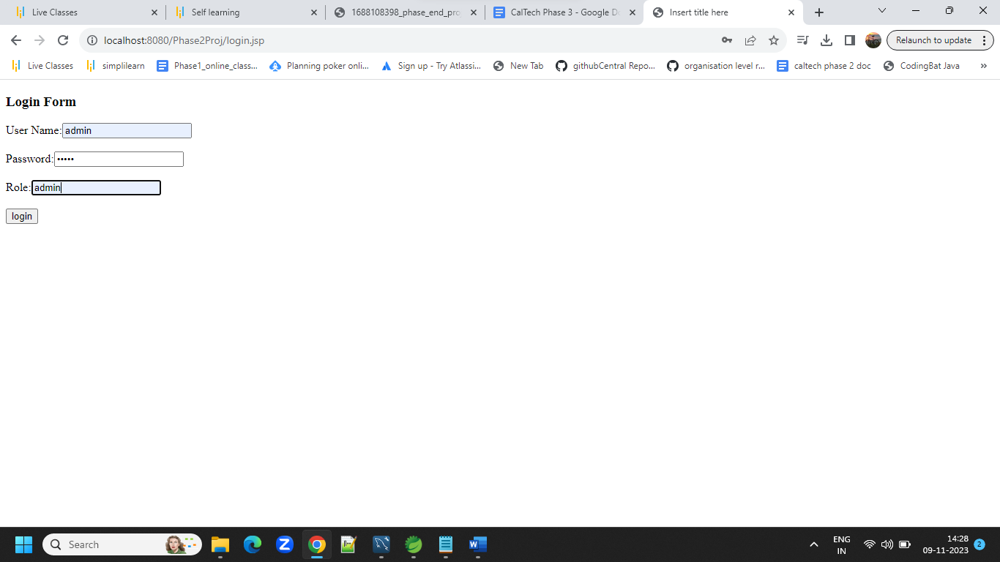 Live Classes
Self learning
1688108398_phase_end_pro
CalTech Phase 3 - Google Do
Insert title here
localhost:8080/Phase2Proj/login.jsp
Relaunch to update
Live Classes
simplilearn
Phase1_online_class...
Planning poker onli...
Sign up - Try Atlassi...
New Tab
githubCentral Repo...
organisation level r...
caltech phase 2 doc
CodingBat Java
»
Login Form
User Name: admin
Password: •••••
Role: admin
login
Search
ENG
IN
14:28
09-11-2023
2